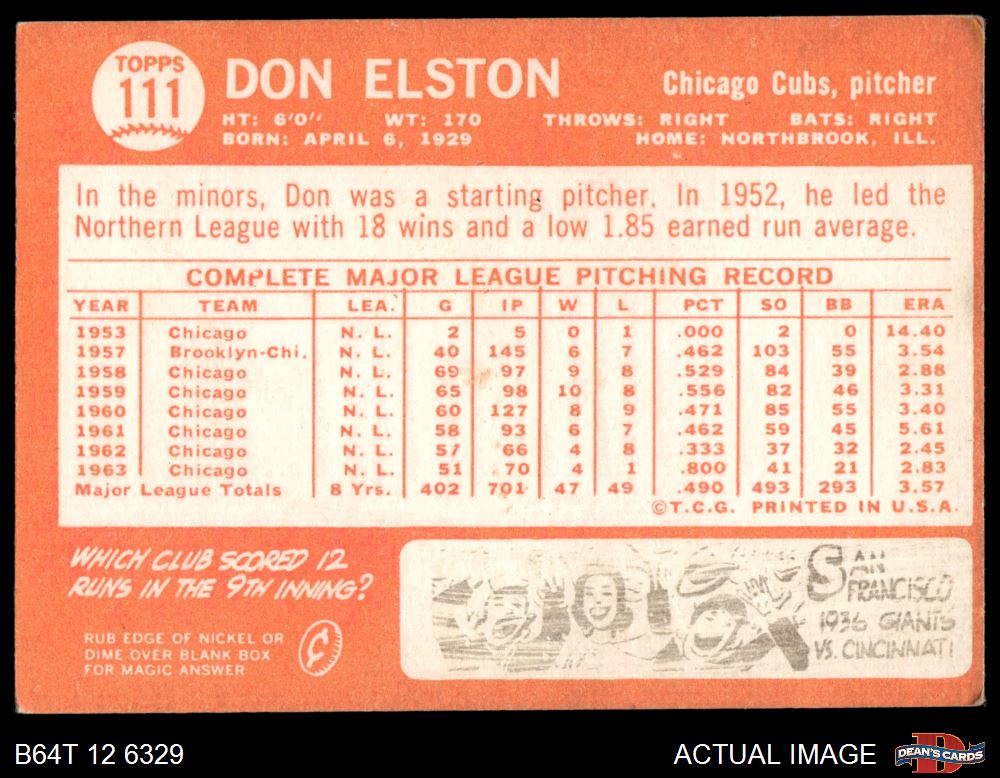 TOPPS
111
DON ELSTON
Chicago Cubs, pitcher
HT: 6'0" WT: 170 THROWS: RIGHT BATS: RIGHT
BORN: APRIL 6, 1929 HOME: NORTHBROOK, ILL.
In the minors, Don was a starting pitcher. In 1952, he led the
Northern League with 18 wins and a low 1.85 earned run average.
COMPLETE MAJOR LEAGUE PITCHING RECORD
YEAR TEAM LEA. G IP W L PCT SO BB ERA
1953 Chicago N. L. 2 5 0 1 .000 2 0 14.40
1957 Brooklyn-Chi. N. L. 40 145 6 7 .462 103 55 3.54
1958 Chicago N. L. 69 97 9 8 .529 84 39 2.88
1959 Chicago N. L. 65 98 10 8 .556 82 46 3.31
1960 Chicago N. L. 60 127 8 9 .471 85 55 3.40
1961 Chicago N. L. 58 93 6 7 .462 59 45 5.61
1962 Chicago N. L. 57 66 4 8 .333 37 32 2.45
1963 Chicago N. L. 51 70 4 1 .800 41 21 2.83
Major League Totals 8 Yrs. 402 701 47 49 .490 493 293 3.57
©T.C.G. PRINTED IN U.S.A.
WHICH CLUB SCORED 12
RUNS IN THE 9TH INNING?
RUB EDGE OF NICKEL OR
DIME OVER BLANK BOX
FOR MAGIC ANSWER
SAN
FRANCISCO
1936 GIANTS
VS. CINCINNATI
B64T 12 6329
ACTUAL IMAGE
DEAN'S CARDS